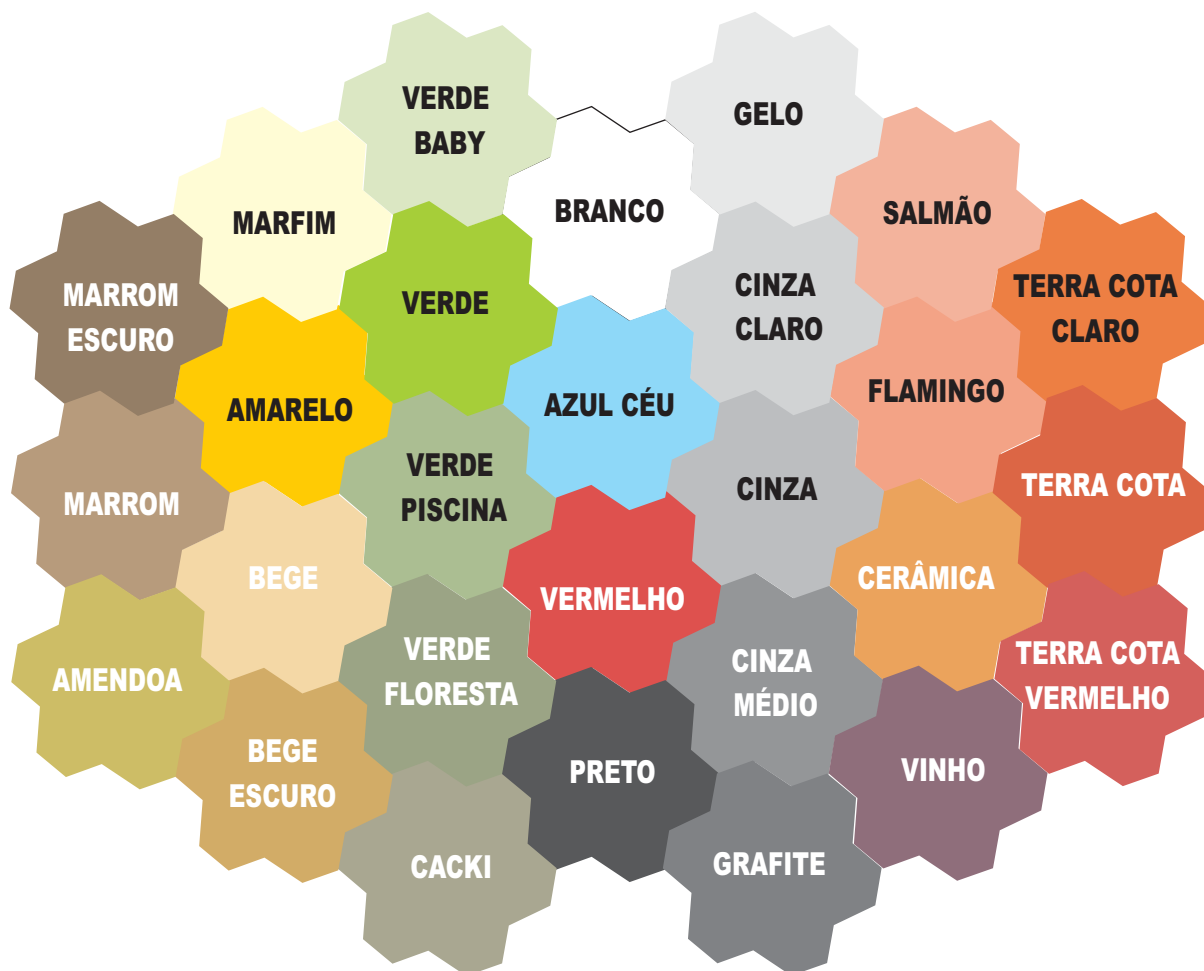 VERDE
BABY
GELO
MARFIM
BRANCO
SALMÃO
MARROM
ESCURO
VERDE
CINZA
CLARO
TERRA COTA
CLARO
AMARELO
AZUL CÉU
FLAMINGO
MARROM
VERDE
PISCINA
CINZA
TERRA COTA
BEGE
VERMELHO
CERÂMICA
AMENDOA
VERDE
FLORESTA
CINZA
MÉDIO
TERRA COTA
VERMELHO
BEGE
ESCURO
PRETO
VINHO
CACKI
GRAFITE